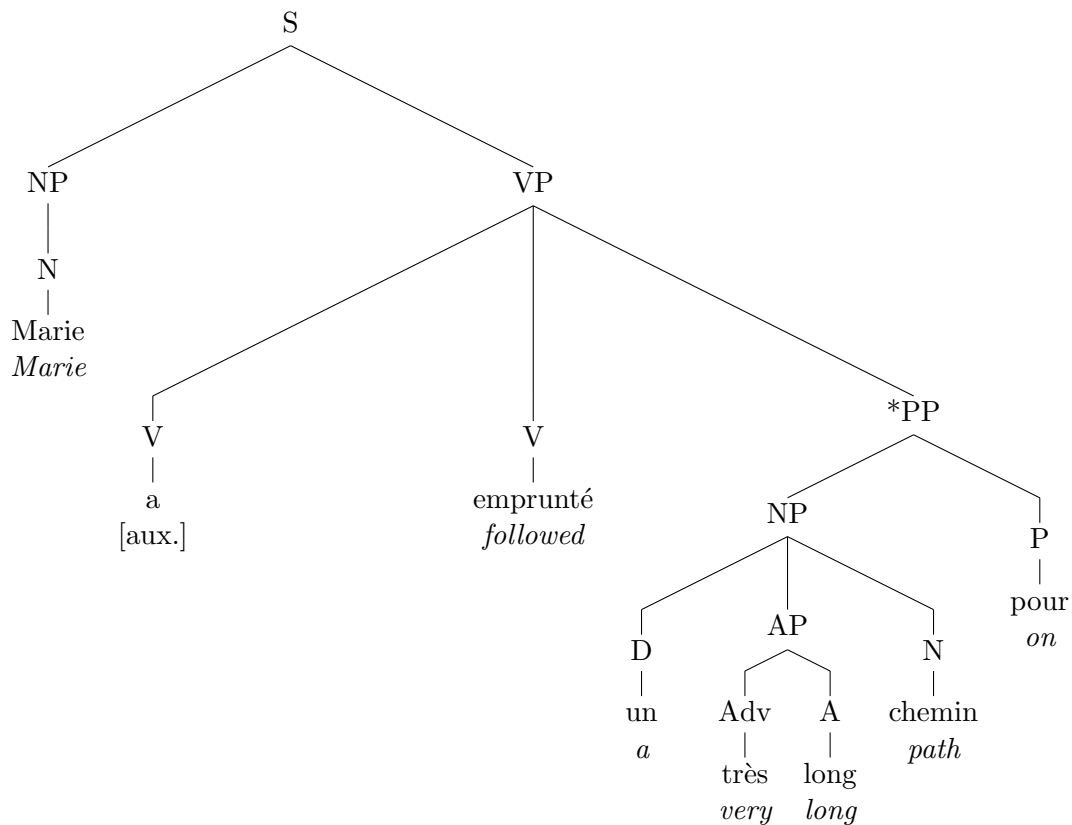 S
NP VP
N
Marie
Marie
*PP
V V
a emprunté
[aux.] followed
NP P
pour
on
D AP N
un Adv A chemin
a path
très long
very long